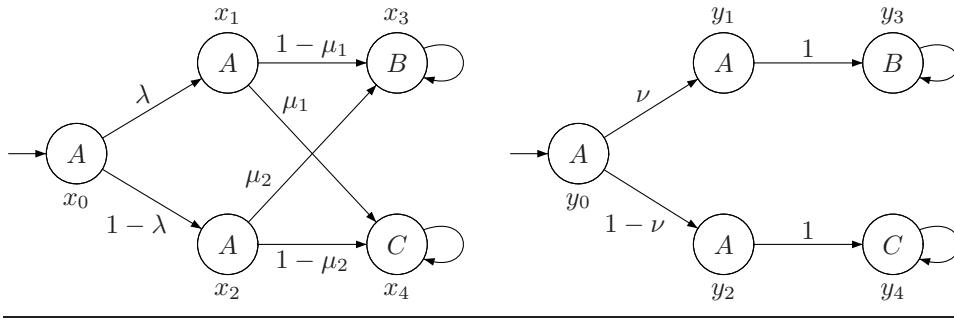 x₁ x₃ y₁ y₃
A 1 − μ₁ B A 1 B
λ μ₁ ν
A A
x₀ μ₂ y₀
1 − λ 1 − ν
A 1 − μ₂ C A 1 C
x₂ x₄ y₂ y₄